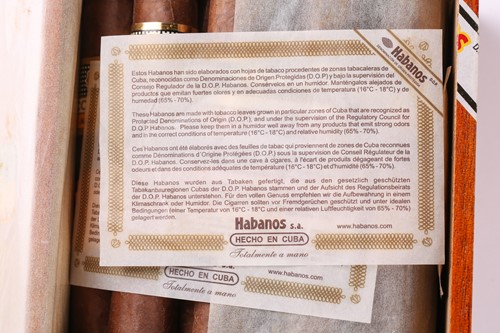 Habanos s.a.
Estos Habanos han sido elaborados con hojas de tabaco procedentes de zonas tabacaleras de
Cuba, reconocidas como Denominaciones de Origen Protegidas (D.O.P) y bajo la supervisión del
Consejo Regulador de la D.O.P. Habanos. Consérvelos en un humidor. Manténgalos alejados de
productos que emitan fuertes olores y en adecuadas condiciones de temperatura (16°C - 18°C) y de
humedad (65% - 70%).
These Habanos are made with tobacco leaves grown in particular zones of Cuba that are recognized as
Protected Denominations of Origin (D.O.P), and under the supervision of the Regulatory Council for
D.O.P Habanos. Please keep them in a humidor well away from any products that emit strong odors
and in the correct conditions of temperature (16°C - 18°C) and relative humidity (65% - 70%).
Ces Habanos ont été élaborés avec des feuilles de tabac qui proviennent de zones de Cuba reconnues
comme Dénominations d´Origine Protégées (D.O.P) sous la supervision de Conseil Régulateur de la
D.O.P. Habanos. Conservez-les dans une cave à cigares, à l'écart de produits dégageant de fortes
odeurs et dans des conditions adéquates de température (16°C - 18°C) et d'humidité (65% - 70%).
Diese Habanos wurden aus Tabaken gefertigt, die aus den gesetzlich geschützten
Tabakanbauregionen Cubas der D.O.P. Habanos stammen und der Aufsicht des Regulationsbeirats
der D.O.P. Habanos unterstehen. Für den vollen Genuss empfehlen wir die Aufbewahrung in einem
Klimaschrank oder Humidor. Die Cigarren sollten vor Fremdgerüchen geschützt und unter idealen
Bedingungen (einer Temperatur von 16°C - 18°C und einer relativen Luftfeuchtigkeit von 65% - 70%)
gelagert werden.
Habanos s.a.
www.habanos.com
HECHO EN CUBA
Totalmente a mano
s.a.
HECHO EN CUBA
www.habanos.com
Totalmente a mano